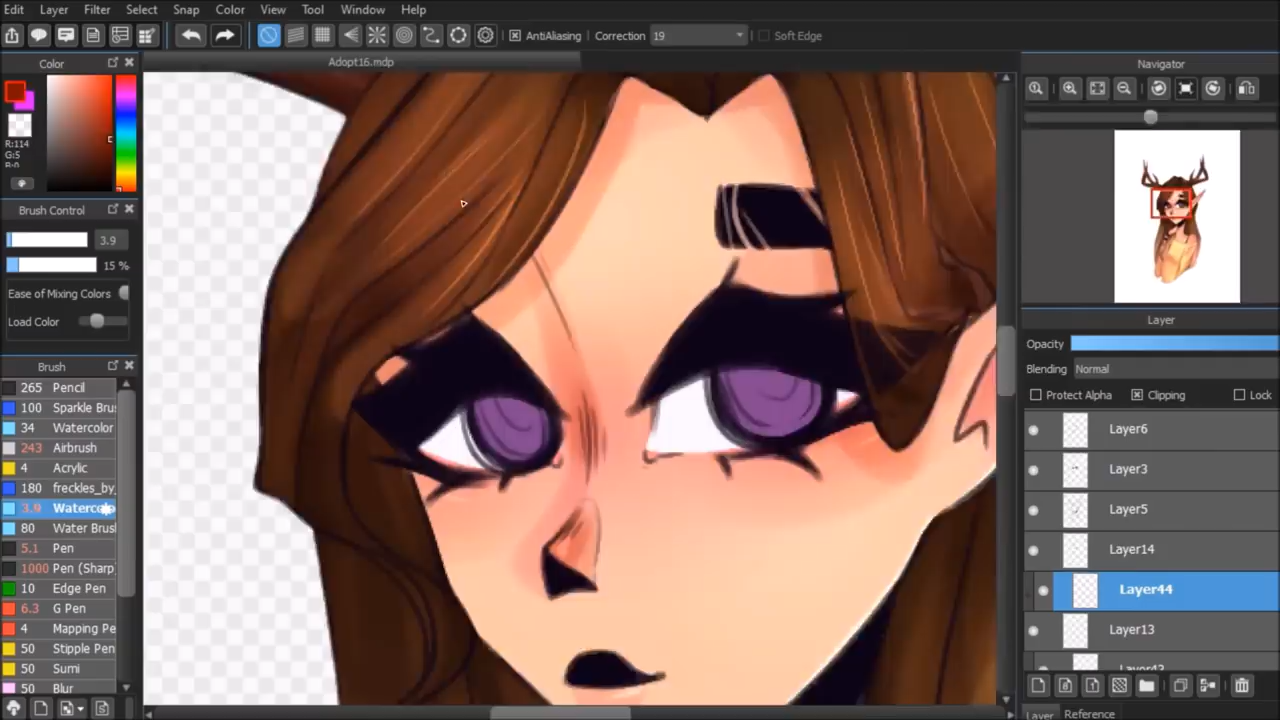 Edit Layer Filter Select Snap Color View Tool Window Help
AntiAliasing Correction 19 Soft Edge
Color
Adopt16.mdp
Navigator
R:114
G:5
B:0
Brush Control
3.9
15 %
Ease of Mixing Colors
Load Color
Layer
Opacity
Blending Normal
Protect Alpha Clipping Lock
Brush
265 Pencil
100 Sparkle Bru
34 Watercolor
243 Airbrush
4 Acrylic
180 freckles_by_
3.9 Waterco
80 Water Brus
5.1 Pen
1000 Pen (Sharp
10 Edge Pen
6.3 G Pen
4 Mapping Pe
50 Stipple Pen
50 Sumi
50 Blur
Layer6
Layer3
Layer5
Layer14
Layer44
Layer13
Layer42
Layer Reference